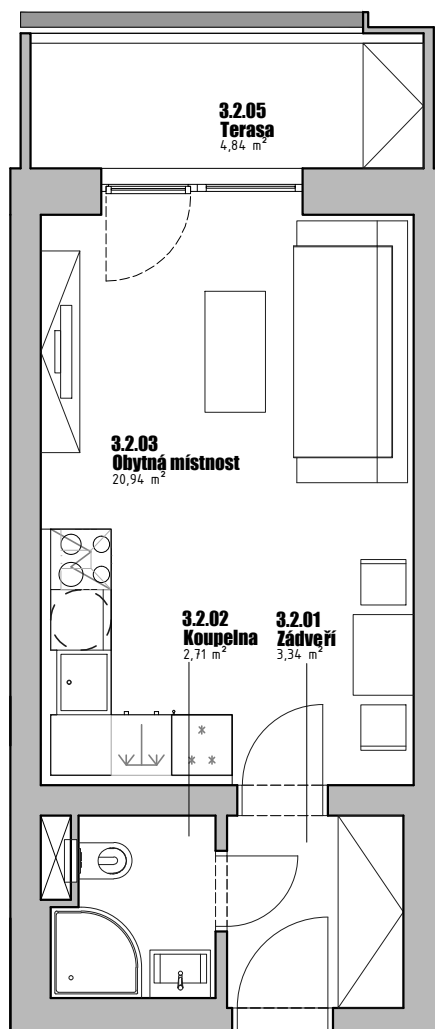 3.2.05
Terasa
4,84 m²
3.2.03
Obytná místnost
20,94 m²
3.2.02
Koupelna
2,71 m²
3.2.01
Zádveří
3,34 m²